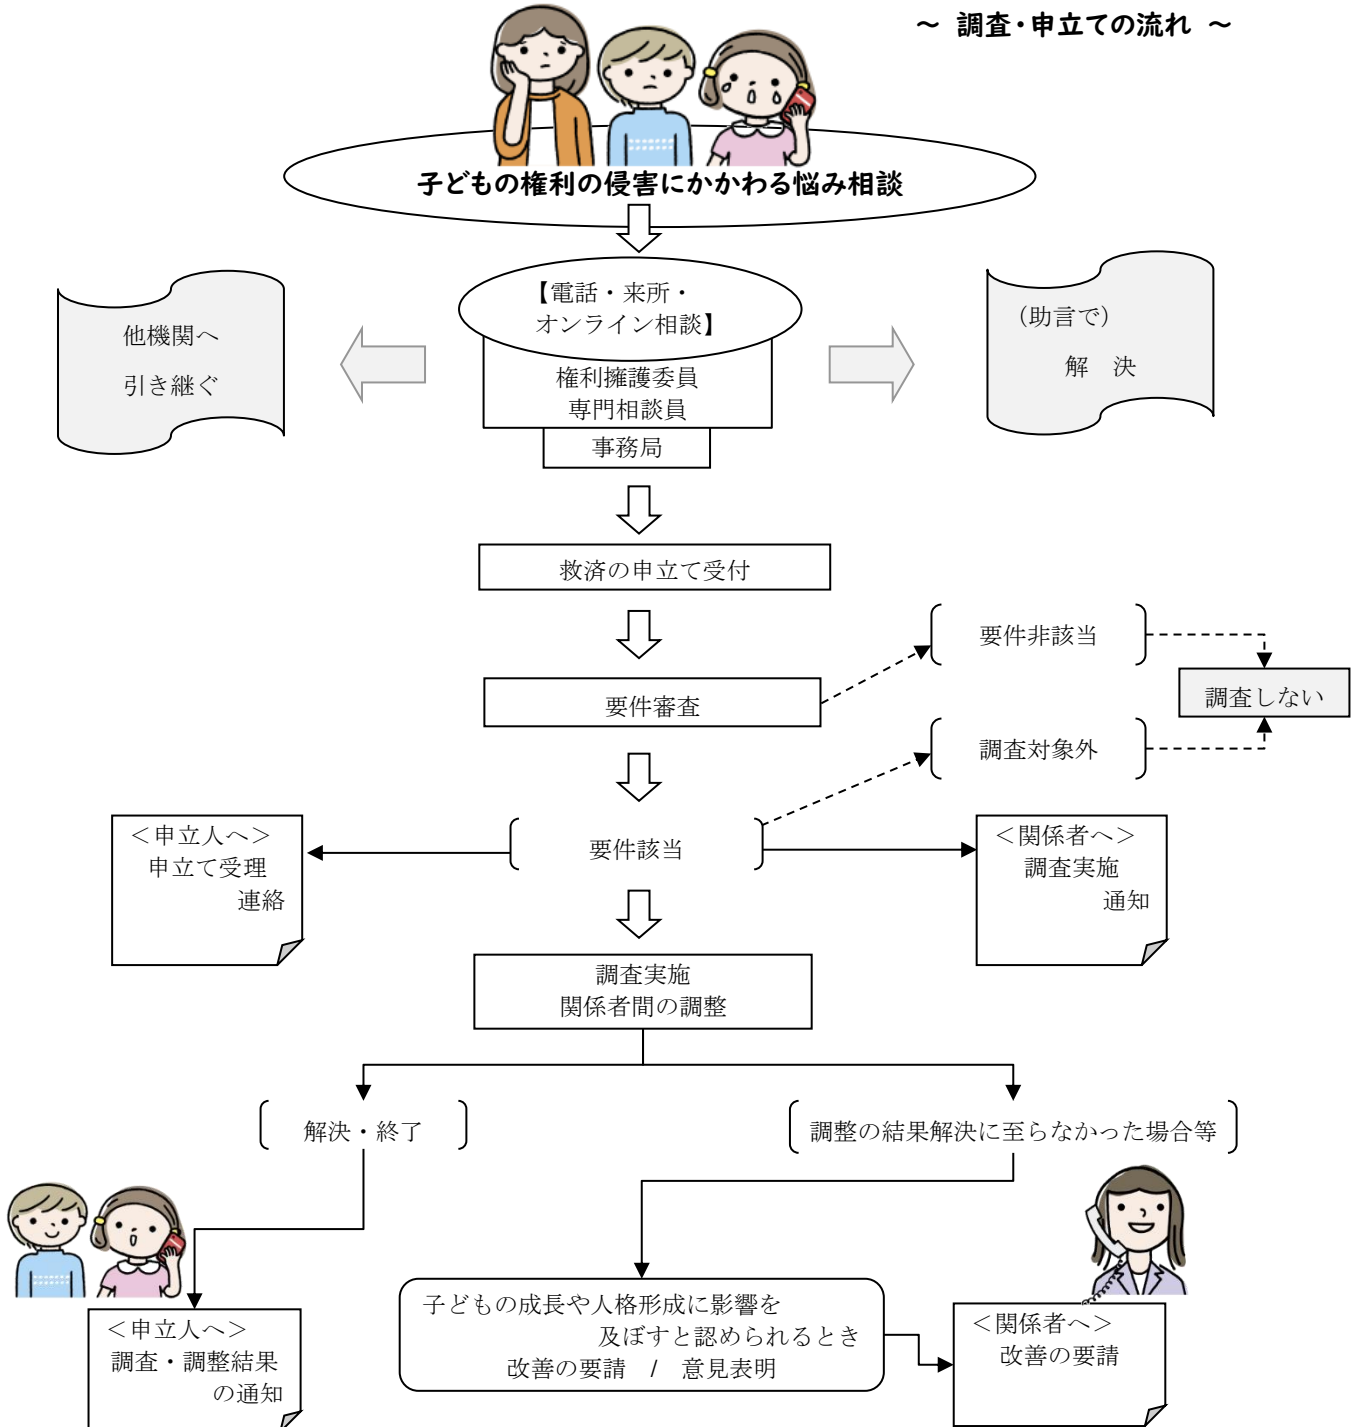 ～ 調査・申立ての流れ ～
子どもの権利の侵害にかかわる悩み相談
【電話・来所・
オンライン相談】
権利擁護委員
専門相談員
事務局
他機関へ
引き継ぐ
（助言で）
解　決
救済の申立て受付
要件審査
要件非該当
調査対象外
調査しない
要件該当
＜申立人へ＞
申立て受理
連絡
＜関係者へ＞
調査実施
通知
調査実施
関係者間の調整
解決・終了
調整の結果解決に至らなかった場合等
＜申立人へ＞
調査・調整結果
の通知
子どもの成長や人格形成に影響を
及ぼすと認められるとき
改善の要請　/　意見表明
＜関係者へ＞
改善の要請